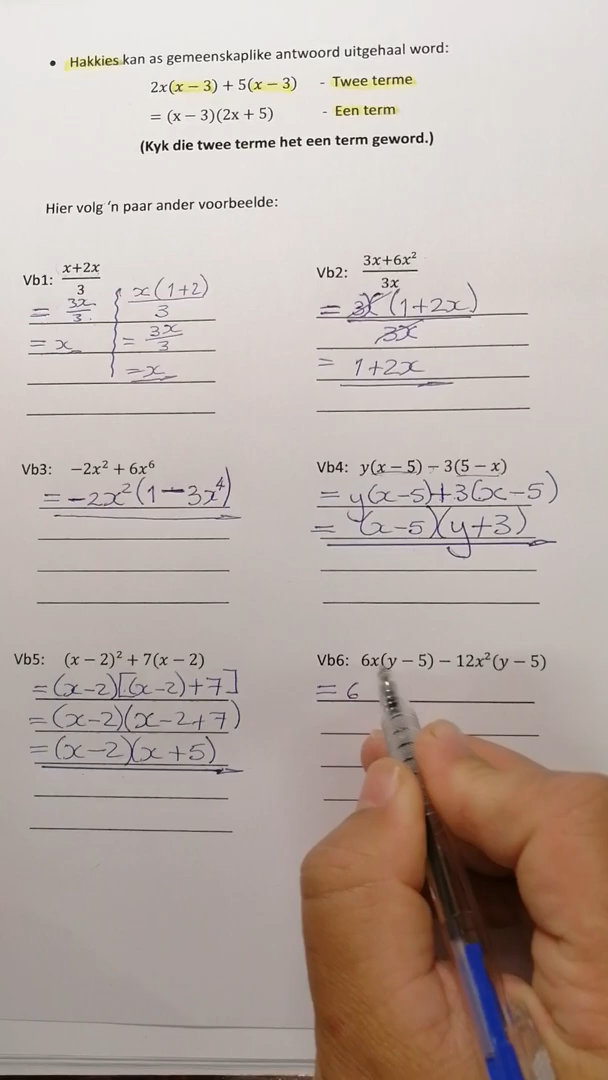 • Hakkies kan as gemeenskaplike antwoord uitgehaal word:
2x(x − 3) + 5(x − 3) - Twee terme
= (x − 3)(2x + 5) - Een term
(Kyk die twee terme het een term geword.)
Hier volg 'n paar ander voorbeelde:
Vb1: x+2x / 3
= 3x/3
= x
x(1+2) / 3
= 3x/3
= x
Vb2: 3x+6x² / 3x
= 3x(1+2x) / 3x
= 1+2x
Vb3: −2x² + 6x⁶
= −2x²(1−3x⁴)
Vb4: y(x − 5) − 3(5 − x)
= y(x−5)+3(x−5)
= (x−5)(y+3)
Vb5: (x − 2)² + 7(x − 2)
= (x−2)[(x−2)+7]
= (x−2)(x−2+7)
= (x−2)(x+5)
Vb6: 6x(y − 5) − 12x²(y − 5)
= 6